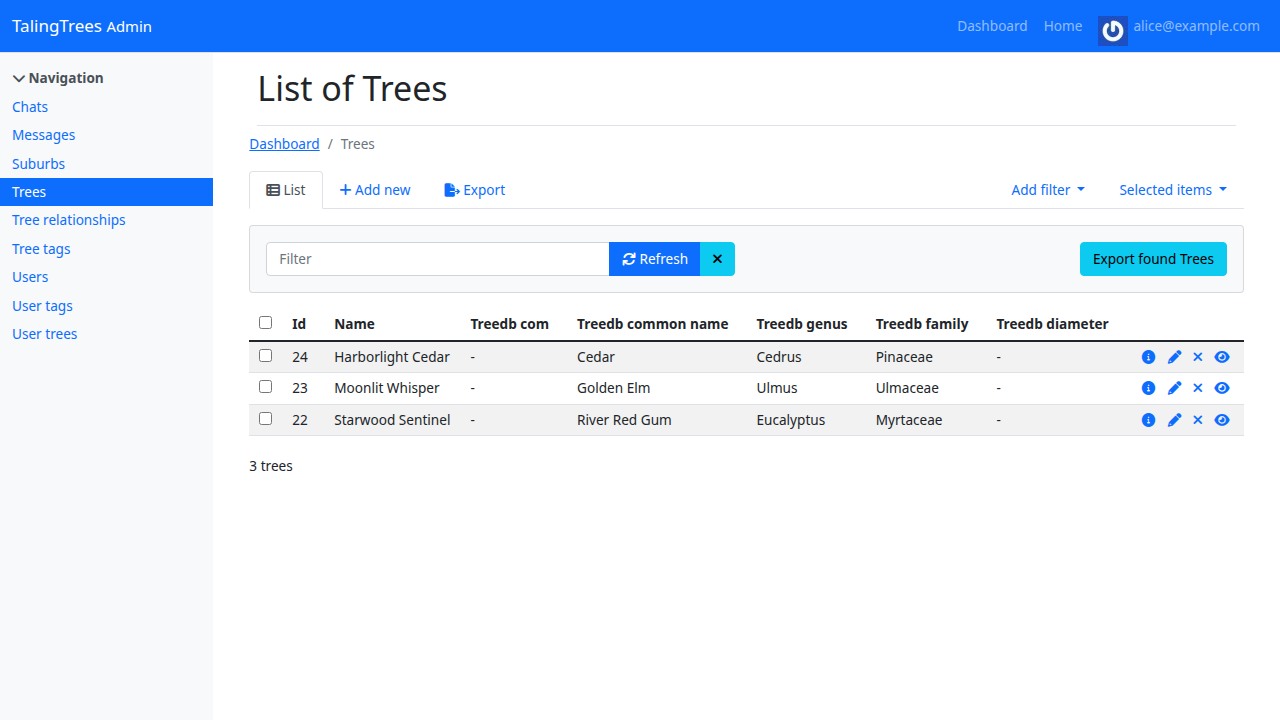 TalingTrees Admin
Dashboard Home alice@example.com
Navigation
Chats
Messages
Suburbs
Trees
Tree relationships
Tree tags
Users
User tags
User trees
List of Trees
Dashboard / Trees
List Add new Export Add filter Selected items
Filter Refresh Export found Trees
Id Name Treedb com Treedb common name Treedb genus Treedb family Treedb diameter
24 Harborlight Cedar - Cedar Cedrus Pinaceae -
23 Moonlit Whisper - Golden Elm Ulmus Ulmaceae -
22 Starwood Sentinel - River Red Gum Eucalyptus Myrtaceae -
3 trees